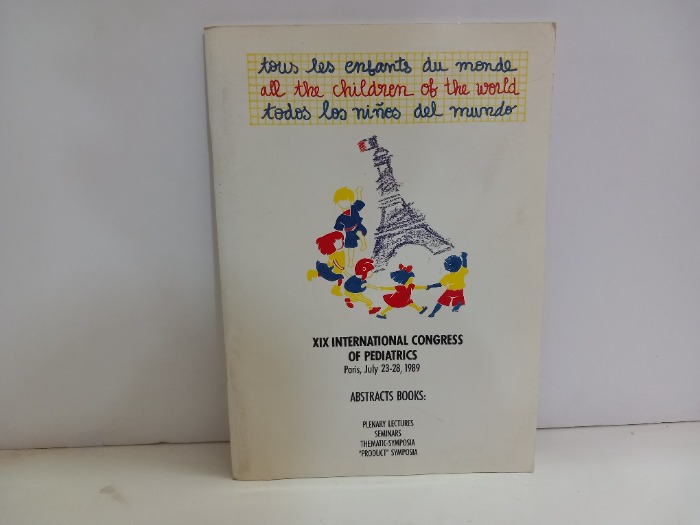 tous les enfants du monde
all the children of the world
todos los niños del mundo
XIX INTERNATIONAL CONGRESS
OF PEDIATRICS
Paris, July 23-28, 1989
ABSTRACTS BOOKS:
PLENARY LECTURES
SEMINARS
THEMATIC-SYMPOSIA
"PRODUCT" SYMPOSIA